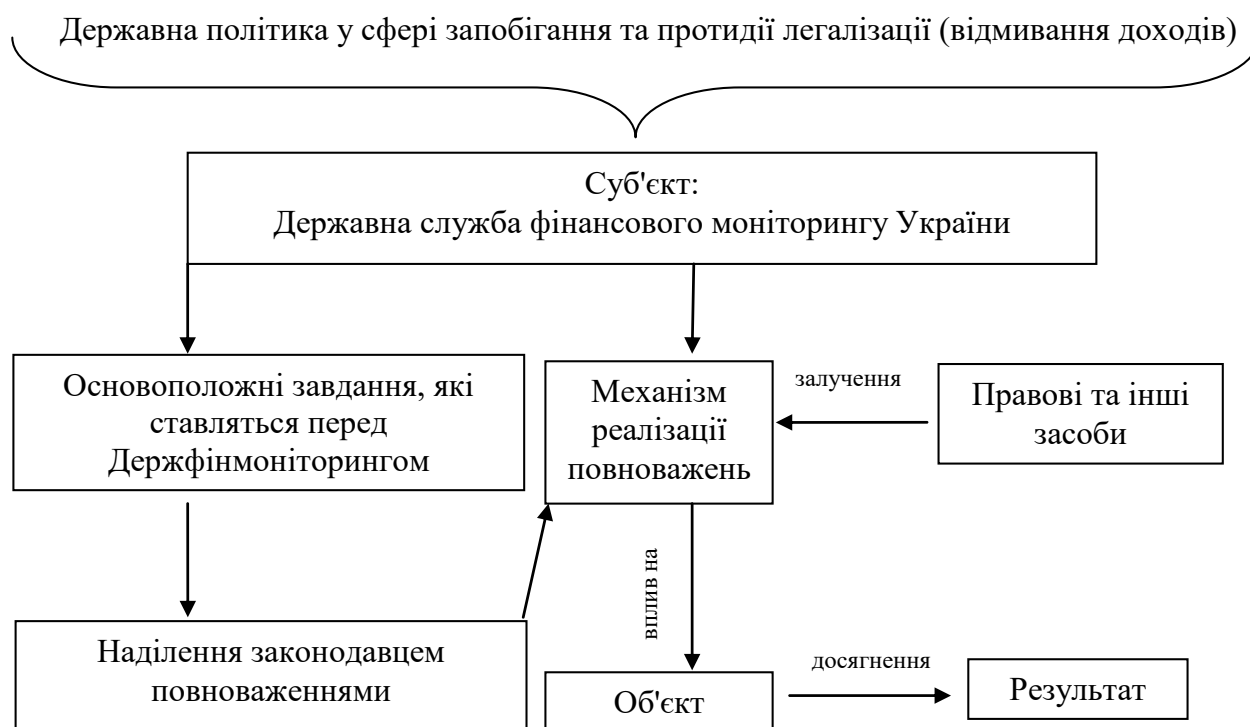 Державна політика у сфері запобігання та протидії легалізації (відмивання доходів)
Суб'єкт:
Державна служба фінансового моніторингу України
Основоположні завдання, які
ставляться перед
Держфінмоніторингом
Механізм
реалізації
повноважень
залучення
Правові та інші
засоби
вплив на
Наділення законодавцем
повноваженнями
Об'єкт
досягнення
Результат